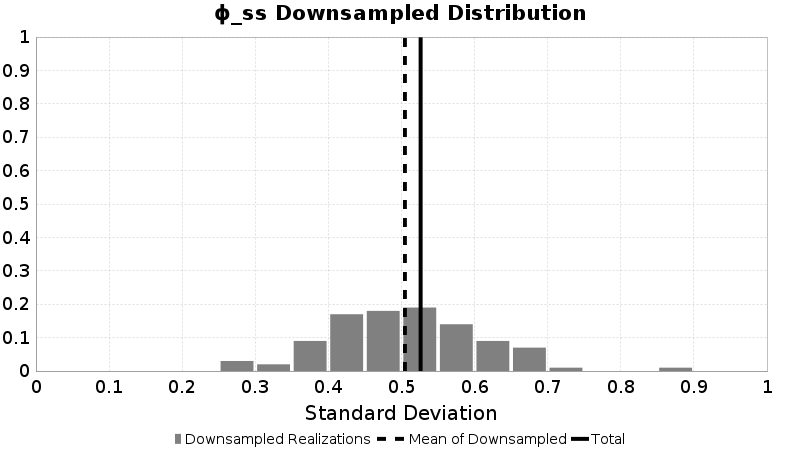 ϕ_ss Downsampled Distribution
1
0.9
0.8
0.7
0.6
0.5
0.4
0.3
0.2
0.1
0
0 0.1 0.2 0.3 0.4 0.5 0.6 0.7 0.8 0.9 1
Standard Deviation
Downsampled Realizations Mean of Downsampled Total